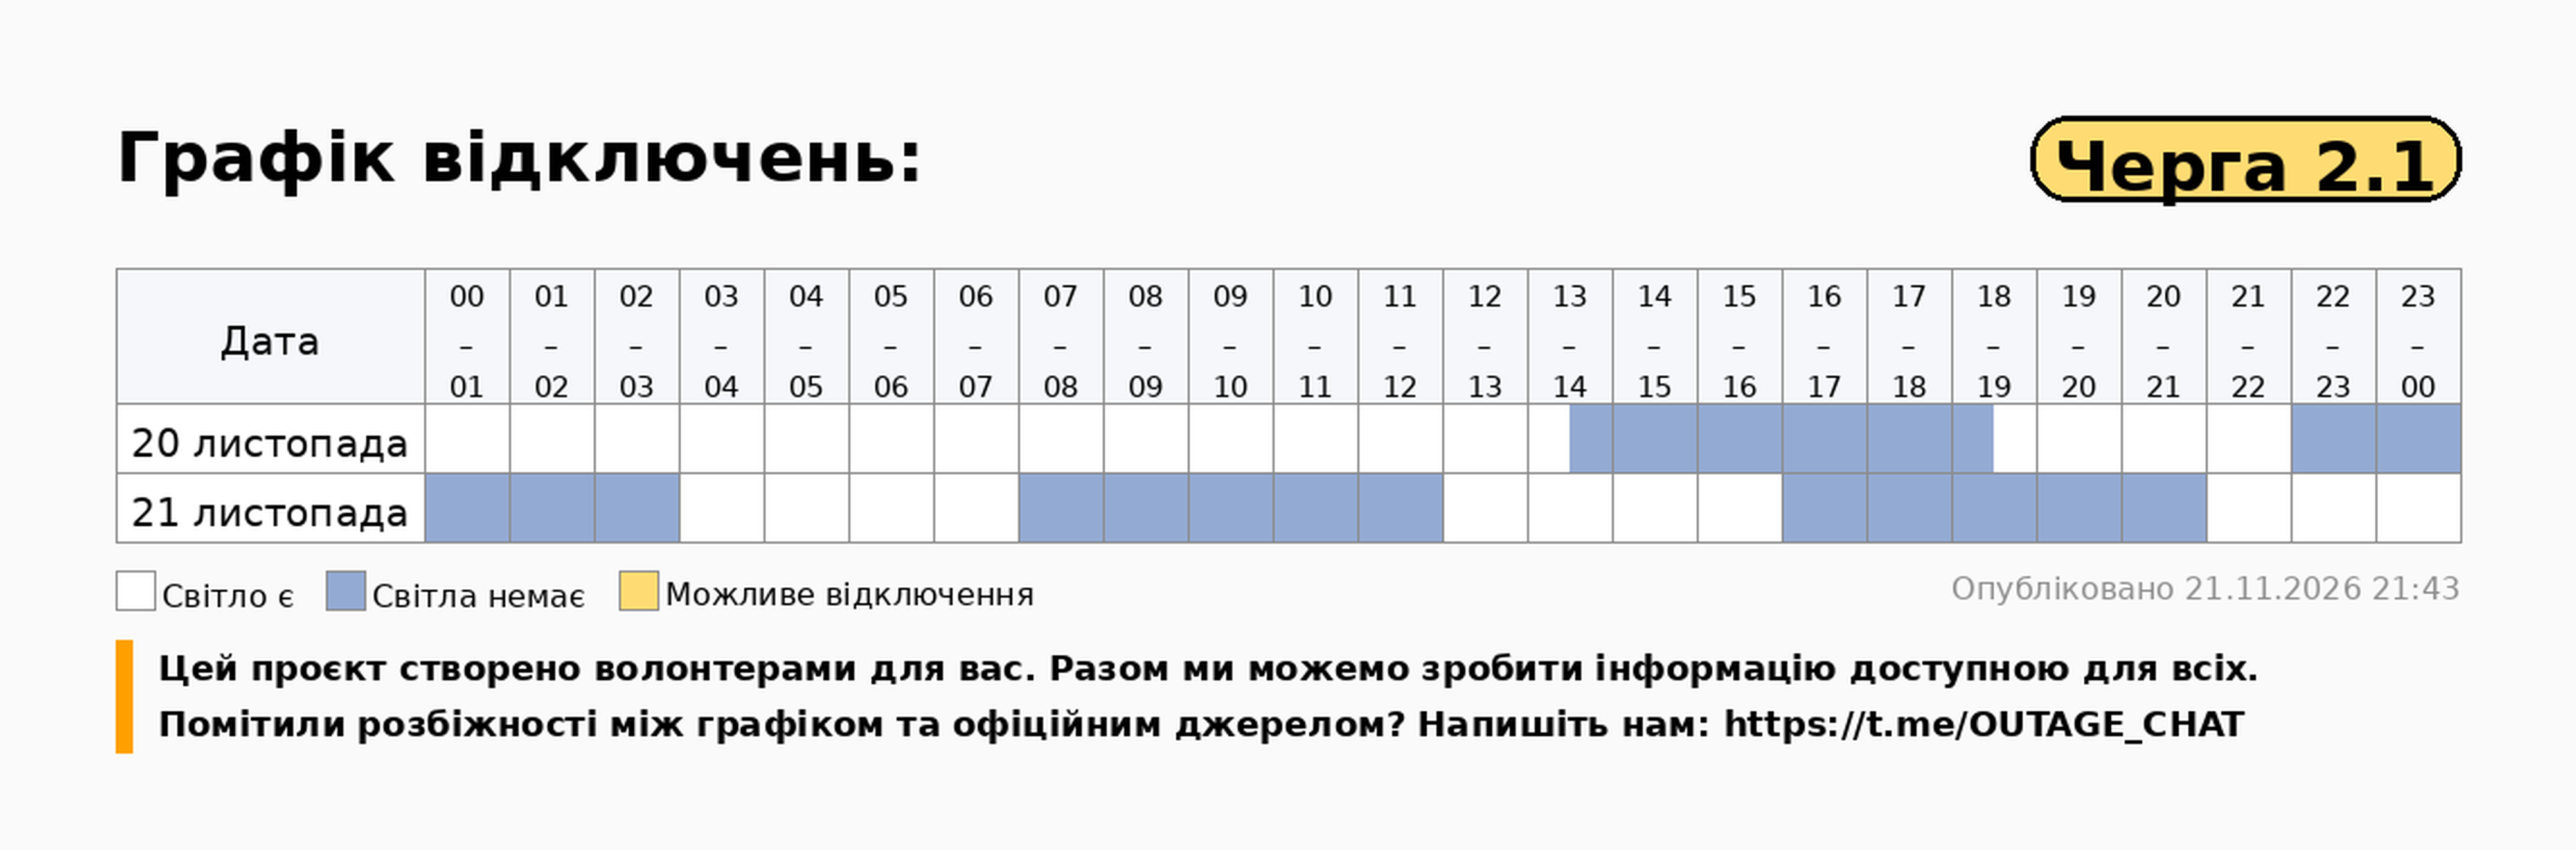 Графік відключень:
Черга 2.1
Дата 00 – 01 01 – 02 02 – 03 03 – 04 04 – 05 05 – 06 06 – 07 07 – 08 08 – 09 09 – 10 10 – 11 11 – 12 12 – 13 13 – 14 14 – 15 15 – 16 16 – 17 17 – 18 18 – 19 19 – 20 20 – 21 21 – 22 22 – 23 23 – 00
20 листопада
21 листопада
Світло є Світла немає Можливе відключення
Опубліковано 21.11.2026 21:43
Цей проєкт створено волонтерами для вас. Разом ми можемо зробити інформацію доступною для всіх.
Помітили розбіжності між графіком та офіційним джерелом? Напишіть нам: https://t.me/OUTAGE_CHAT